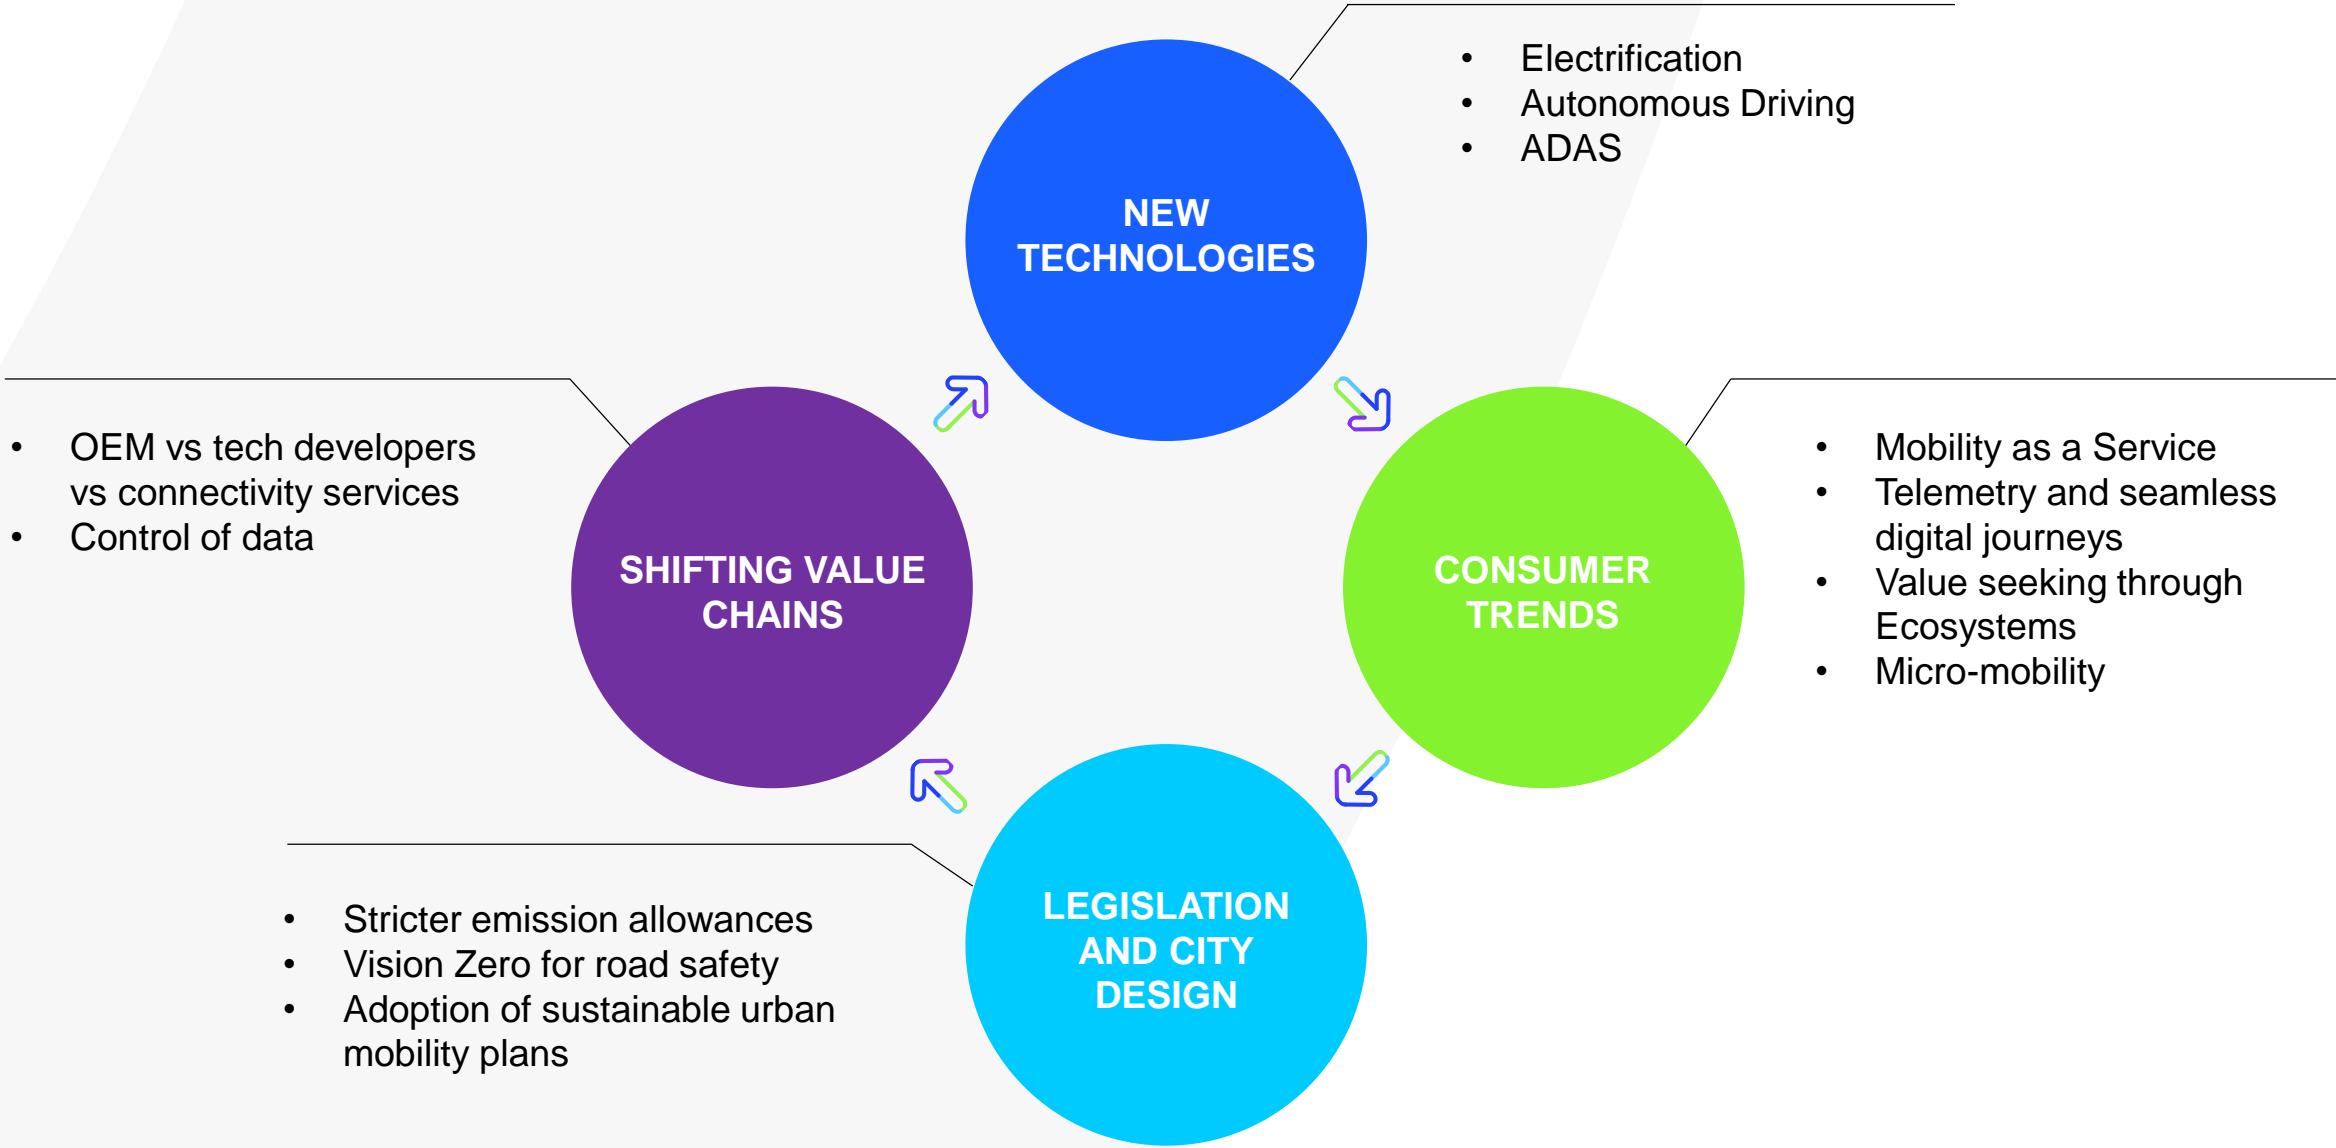 NEW
TECHNOLOGIES
• Electrification
• Autonomous Driving
• ADAS
SHIFTING VALUE
CHAINS
• OEM vs tech developers
vs connectivity services
• Control of data
CONSUMER
TRENDS
• Mobility as a Service
• Telemetry and seamless
digital journeys
• Value seeking through
Ecosystems
• Micro-mobility
LEGISLATION
AND CITY
DESIGN
• Stricter emission allowances
• Vision Zero for road safety
• Adoption of sustainable urban
mobility plans